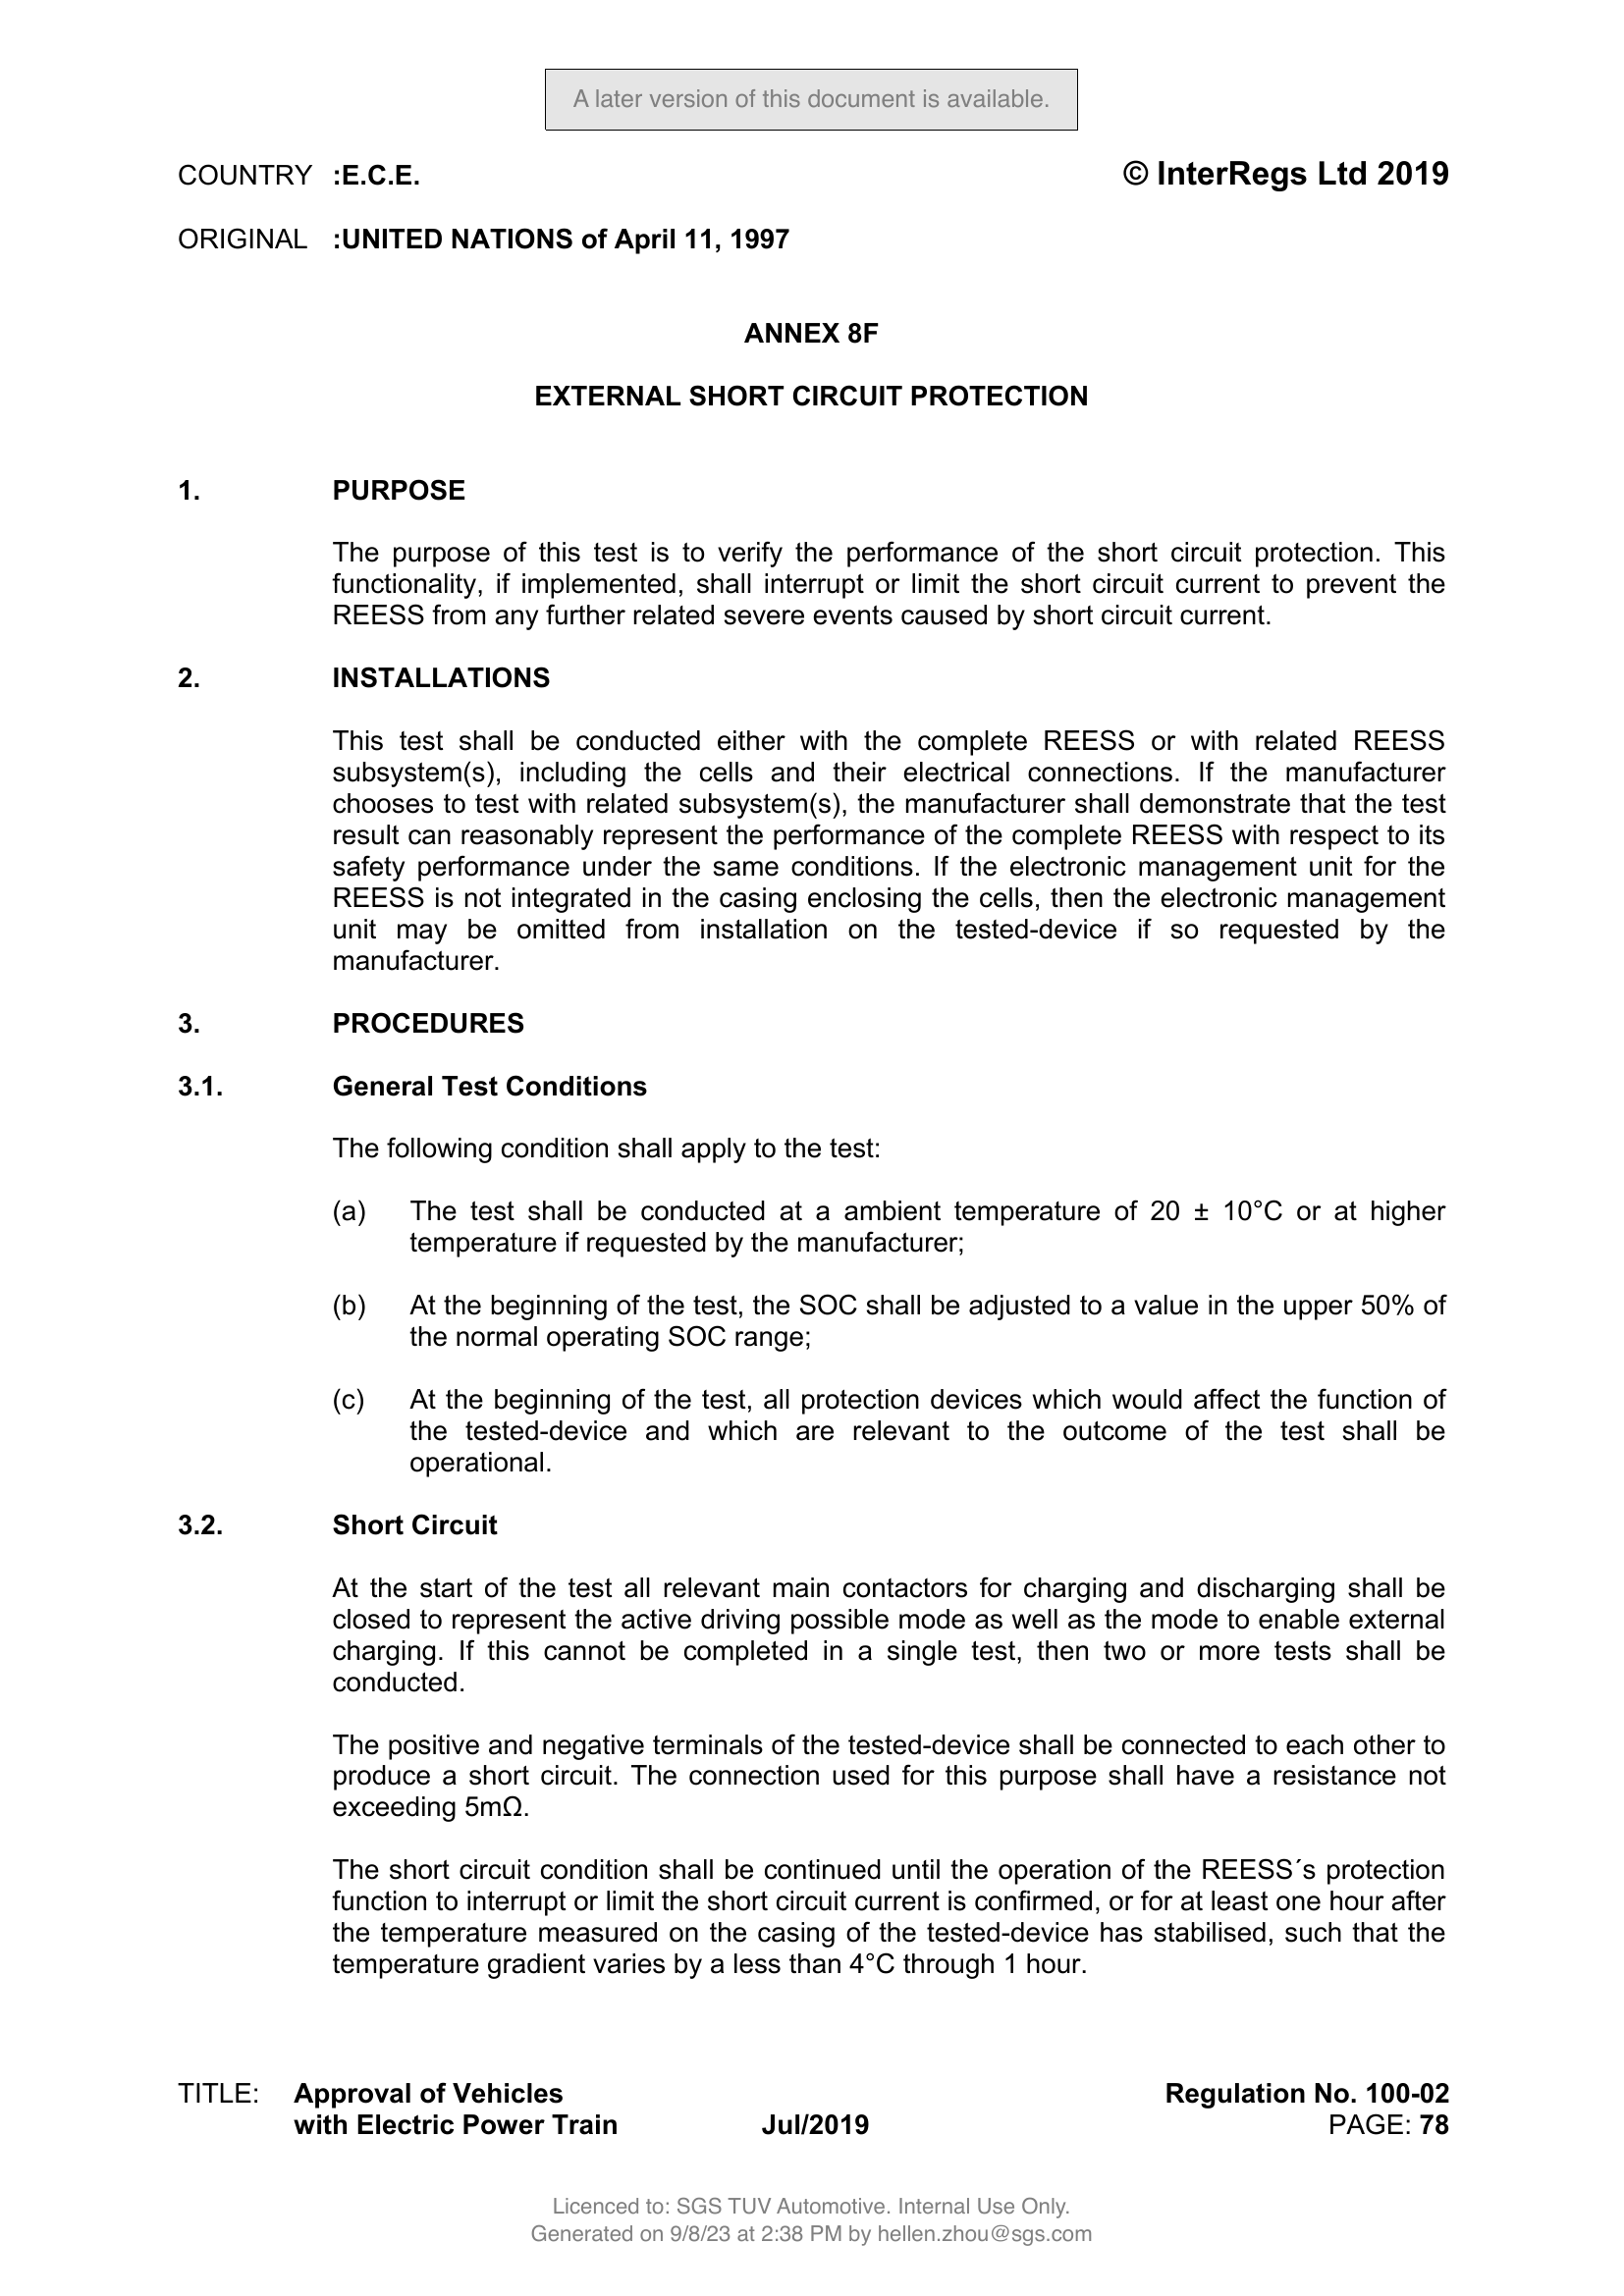 A later version of this document is available.
COUNTRY :E.C.E. © InterRegs Ltd 2019
ORIGINAL :UNITED NATIONS of April 11, 1997
ANNEX 8F
EXTERNAL SHORT CIRCUIT PROTECTION
1. PURPOSE
The purpose of this test is to verify the performance of the short circuit protection. This
functionality, if implemented, shall interrupt or limit the short circuit current to prevent the
REESS from any further related severe events caused by short circuit current.
2. INSTALLATIONS
This test shall be conducted either with the complete REESS or with related REESS
subsystem(s), including the cells and their electrical connections. If the manufacturer
chooses to test with related subsystem(s), the manufacturer shall demonstrate that the test
result can reasonably represent the performance of the complete REESS with respect to its
safety performance under the same conditions. If the electronic management unit for the
REESS is not integrated in the casing enclosing the cells, then the electronic management
unit may be omitted from installation on the tested-device if so requested by the
manufacturer.
3. PROCEDURES
3.1. General Test Conditions
The following condition shall apply to the test:
(a) The test shall be conducted at a ambient temperature of 20 ± 10°C or at higher
temperature if requested by the manufacturer;
(b) At the beginning of the test, the SOC shall be adjusted to a value in the upper 50% of
the normal operating SOC range;
(c) At the beginning of the test, all protection devices which would affect the function of
the tested-device and which are relevant to the outcome of the test shall be
operational.
3.2. Short Circuit
At the start of the test all relevant main contactors for charging and discharging shall be
closed to represent the active driving possible mode as well as the mode to enable external
charging. If this cannot be completed in a single test, then two or more tests shall be
conducted.
The positive and negative terminals of the tested-device shall be connected to each other to
produce a short circuit. The connection used for this purpose shall have a resistance not
exceeding 5mΩ.
The short circuit condition shall be continued until the operation of the REESS´s protection
function to interrupt or limit the short circuit current is confirmed, or for at least one hour after
the temperature measured on the casing of the tested-device has stabilised, such that the
temperature gradient varies by a less than 4°C through 1 hour.
TITLE: Approval of Vehicles Regulation No. 100-02
with Electric Power Train Jul/2019 PAGE: 78
Licenced to: SGS TUV Automotive. Internal Use Only.
Generated on 9/8/23 at 2:38 PM by hellen.zhou@sgs.com